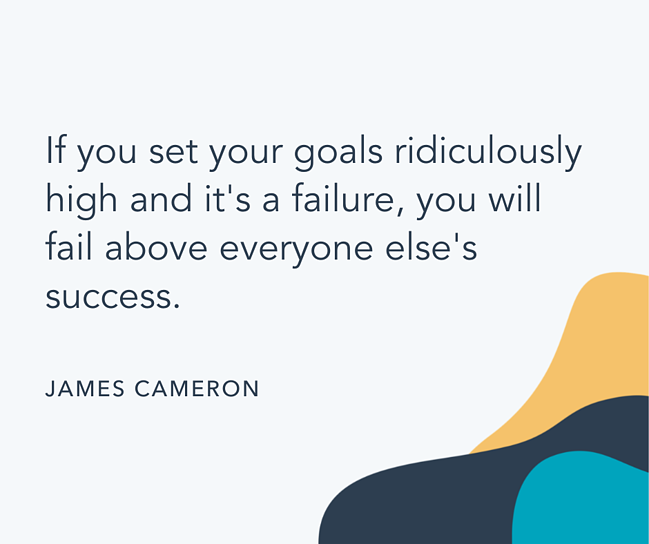 If you set your goals ridiculously
high and it's a failure, you will
fail above everyone else's
success.
JAMES CAMERON